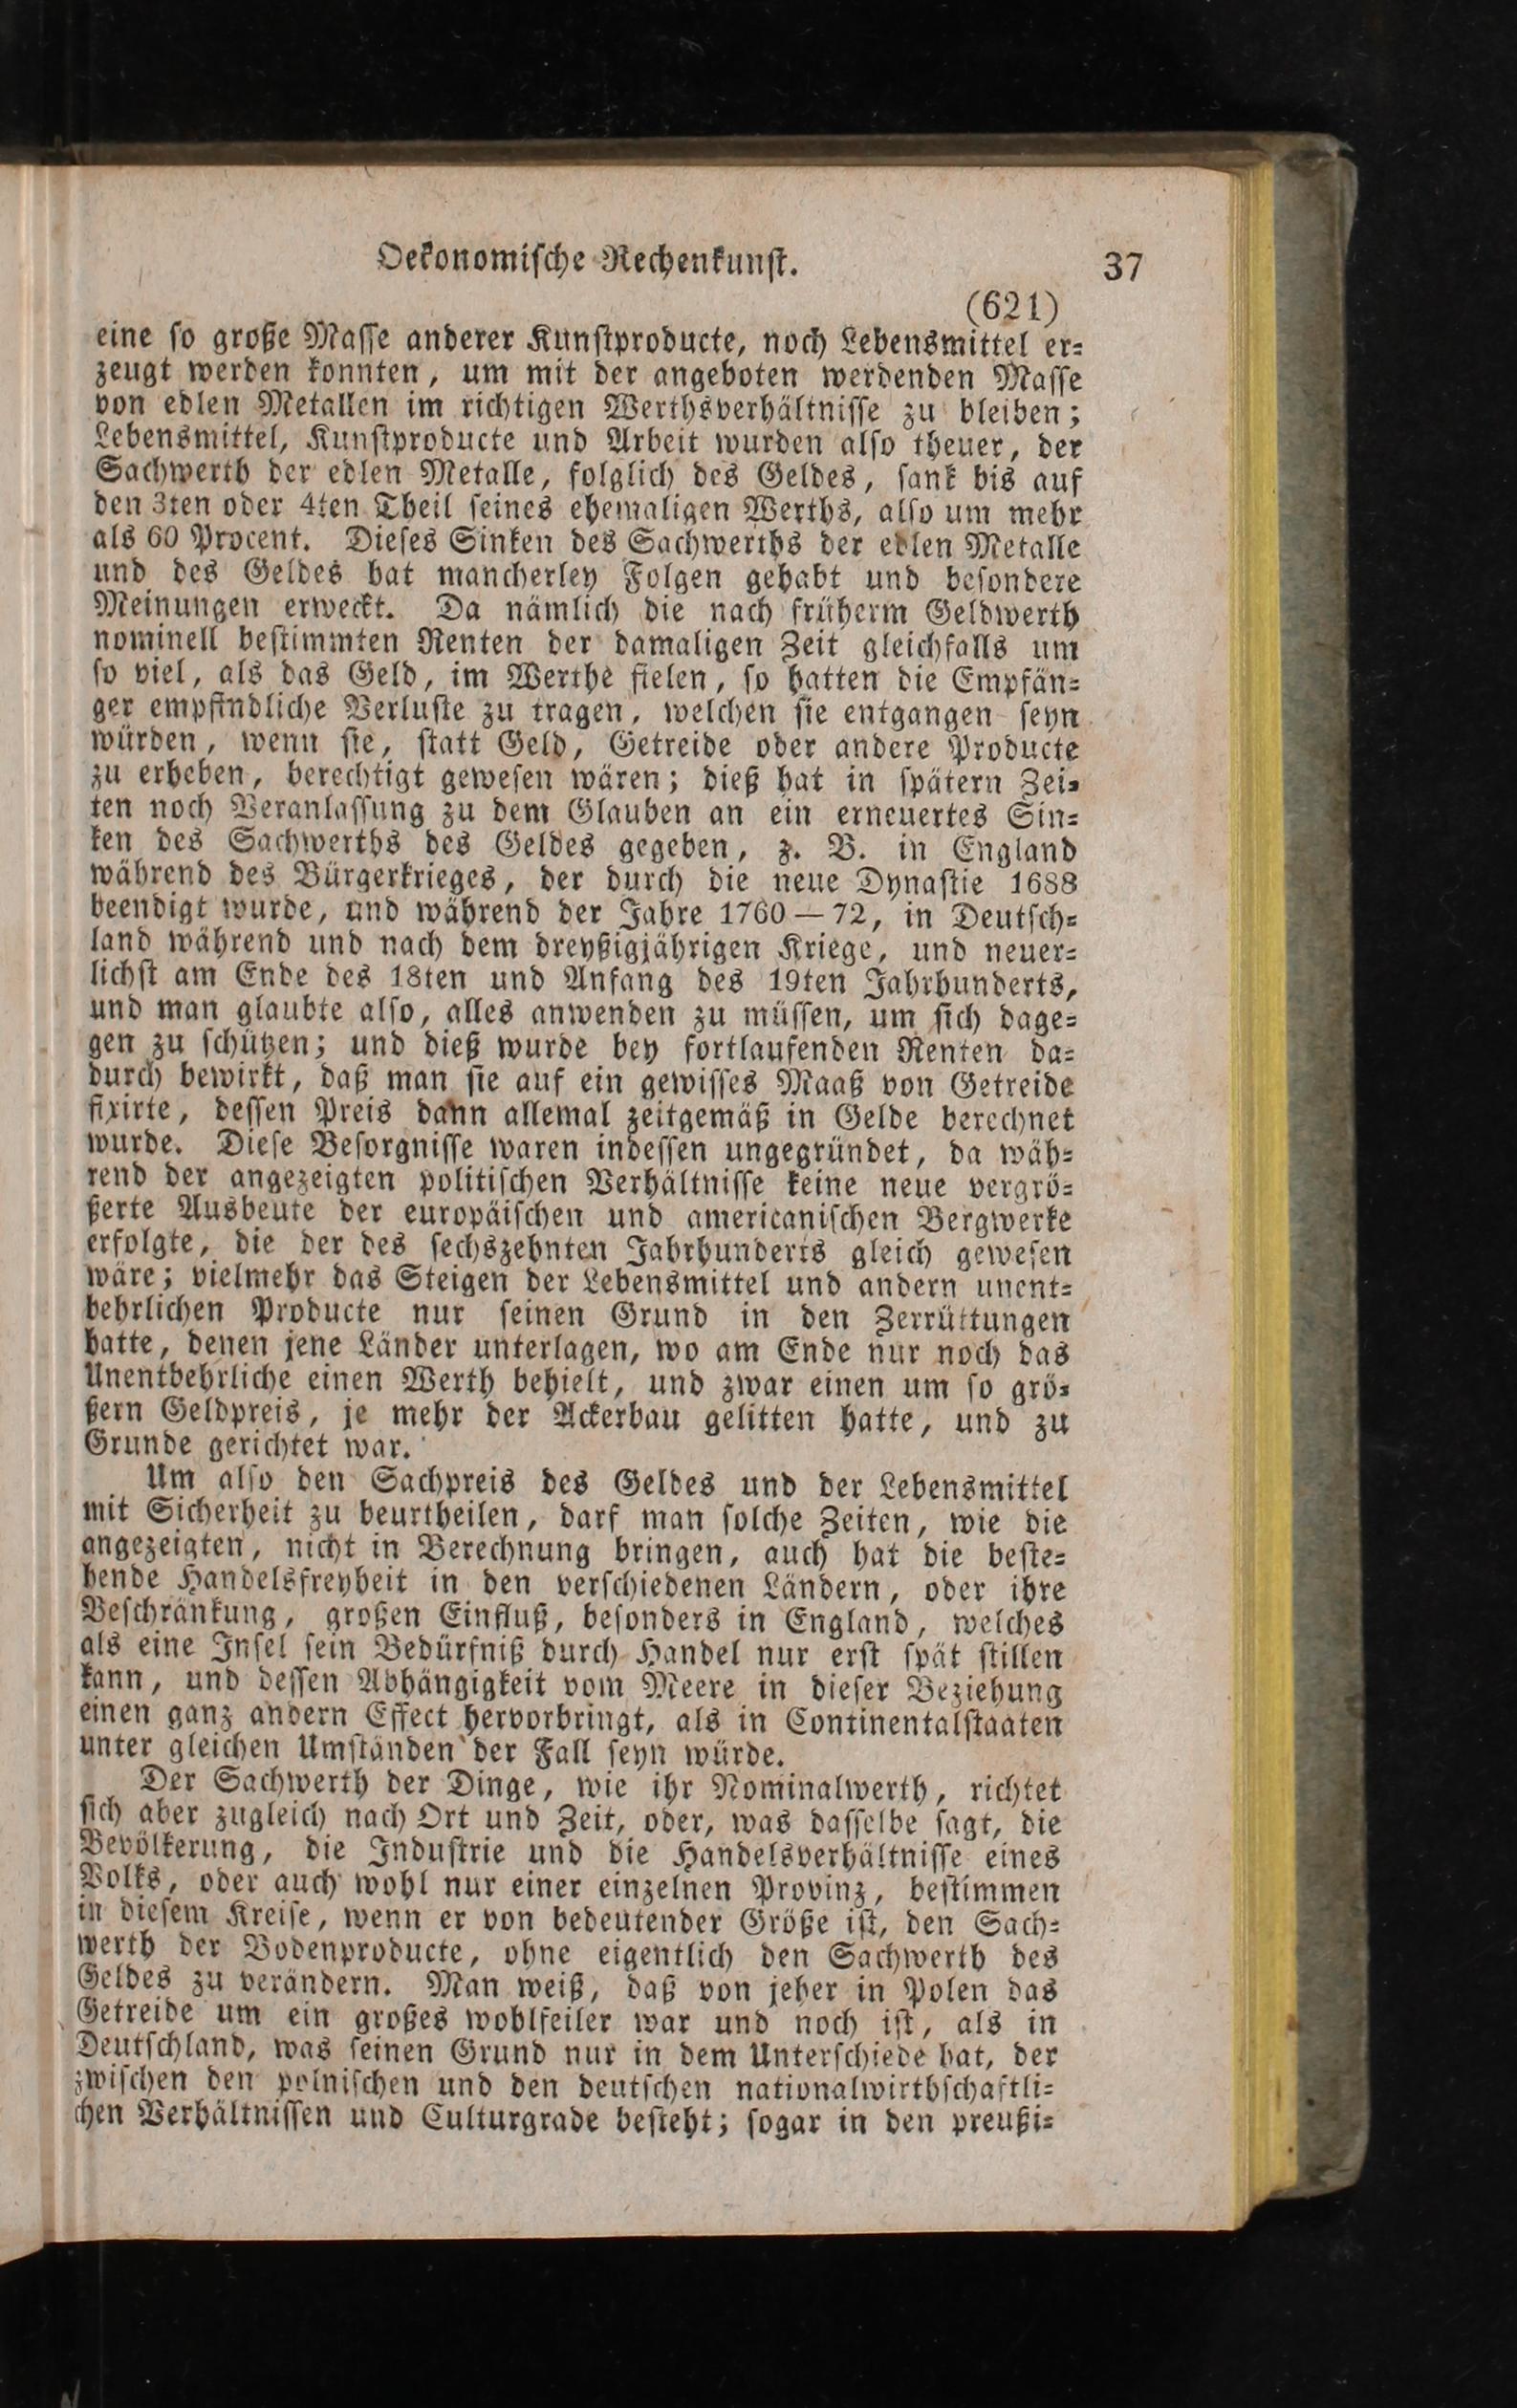 Oekonomische Rechenkunst. 37
(621)
eine so große Masse anderer Kunstproducte, noch Lebensmittel er=
zeugt werden konnten, um mit der angeboten werdenden Masse
von edlen Metallen im richtigen Werthsverhältnisse zu bleiben;
Lebensmittel, Kunstproducte und Arbeit wurden also theuer, der
Sachwerth der edlen Metalle, folglich des Geldes, sank bis auf
den 3ten oder 4ten Theil seines ehemaligen Werths, also um mehr
als 60 Procent. Dieses Sinken des Sachwerths der edlen Metalle
und des Geldes hat mancherley Folgen gehabt und besondere
Meinungen erweckt. Da nämlich die nach früherm Geldwerth
nominell bestimmten Renten der damaligen Zeit gleichfalls um
so viel, als das Geld, im Werthe fielen, so hatten die Empfän=
ger empfindliche Verluste zu tragen, welchen sie entgangen seyn
würden, wenn sie, statt Geld, Getreide oder andere Producte
zu erheben, berechtigt gewesen wären; dieß hat in spätern Zei=
ten noch Veranlassung zu dem Glauben an ein erneuertes Sin=
ken des Sachwerths des Geldes gegeben, z. B. in England
während des Bürgerkrieges, der durch die neue Dynastie 1688
beendigt wurde, und während der Jahre 1760 — 72, in Deutsch=
land während und nach dem dreyßigjährigen Kriege, und neuer=
lichst am Ende des 18ten und Anfang des 19ten Jahrhunderts,
und man glaubte also, alles anwenden zu müssen, um sich dage=
gen zu schützen; und dieß wurde bey fortlaufenden Renten da=
durch bewirkt, daß man sie auf ein gewisses Maaß von Getreide
fixirte, dessen Preis dann allemal zeitgemäß in Gelde berechnet
wurde. Diese Besorgnisse waren indessen ungegründet, da wäh=
rend der angezeigten politischen Verhältnisse keine neue vergrö=
ßerte Ausbeute der europäischen und americanischen Bergwerke
erfolgte, die der des sechszehnten Jahrhunderts gleich gewesen
wäre; vielmehr das Steigen der Lebensmittel und andern unent=
behrlichen Producte nur seinen Grund in den Zerrüttungen
hatte, denen jene Länder unterlagen, wo am Ende nur noch das
Unentbehrliche einen Werth behielt, und zwar einen um so grö=
ßern Geldpreis, je mehr der Ackerbau gelitten hatte, und zu
Grunde gerichtet war.
Um also den Sachpreis des Geldes und der Lebensmittel
mit Sicherheit zu beurtheilen, darf man solche Zeiten, wie die
angezeigten, nicht in Berechnung bringen, auch hat die beste=
hende Handelsfreyheit in den verschiedenen Ländern, oder ihre
Beschränkung, großen Einfluß, besonders in England, welches
als eine Insel sein Bedürfniß durch Handel nur erst spät stillen
kann, und dessen Abhängigkeit vom Meere in dieser Beziehung
einen ganz andern Effect hervorbringt, als in Continentalstaaten
unter gleichen Umständen der Fall seyn würde.
Der Sachwerth der Dinge, wie ihr Nominalwerth, richtet
sich aber zugleich nach Ort und Zeit, oder, was dasselbe sagt, die
Bevölkerung, die Industrie und die Handelsverhältnisse eines
Volks, oder auch wohl nur einer einzelnen Provinz, bestimmen
in diesem Kreise, wenn er von bedeutender Größe ist, den Sach=
werth der Bodenproducte, ohne eigentlich den Sachwerth des
Geldes zu verändern. Man weiß, daß von jeher in Polen das
Getreide um ein großes wohlfeiler war und noch ist, als in
Deutschland, was seinen Grund nur in dem Unterschiede hat, der
zwischen den polnischen und den deutschen nationalwirthschaftli=
chen Verhältnissen und Culturgrade besteht; sogar in den preußi=